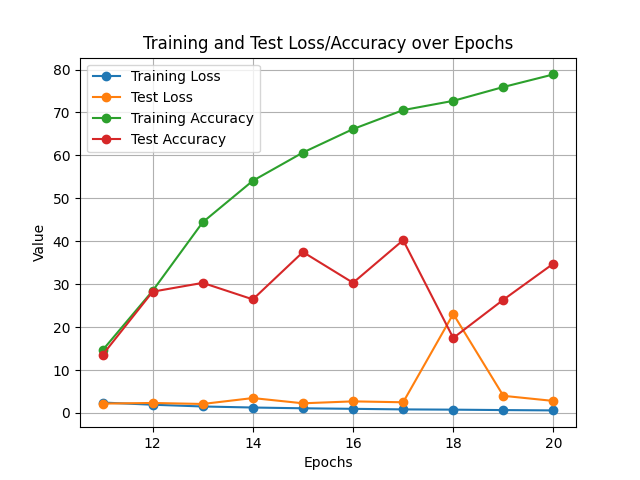 Training and Test Loss/Accuracy over Epochs
80
70
60
50
40
30
20
10
0
Value
Training Loss
Test Loss
Training Accuracy
Test Accuracy
12 14 16 18 20
Epochs